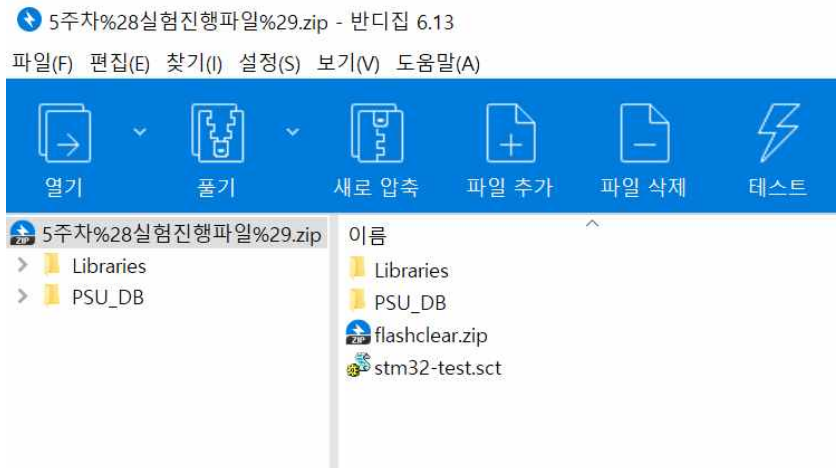 5주차%28실험진행파일%29.zip - 반디집 6.13
파일(F) 편집(E) 찾기(I) 설정(S) 보기(V) 도움말(A)
열기 풀기 새로 압축 파일 추가 파일 삭제 테스트
5주차%28실험진행파일%29.zip
Libraries
PSU_DB
이름
Libraries
PSU_DB
flashclear.zip
stm32-test.sct